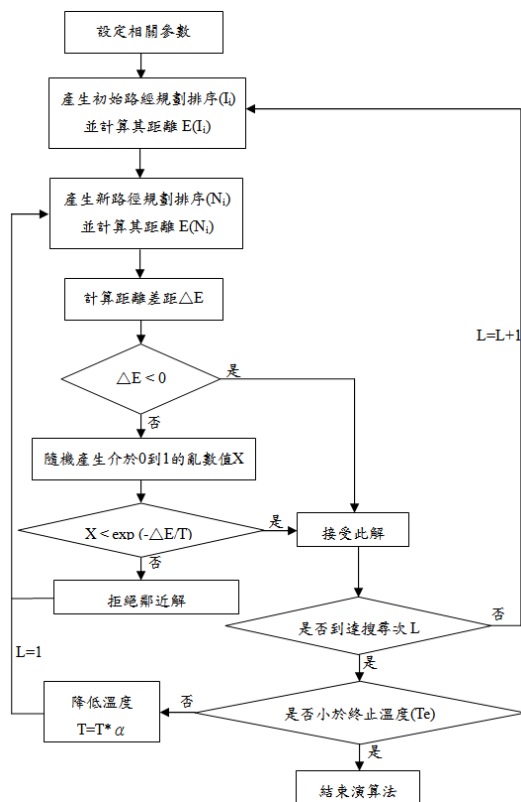 設定相關參數
產生初始路經規劃排序(Ii)
並計算其距離 E(Ii)
產生新路徑規劃排序(Ni)
並計算其距離 E(Ni)
計算距離差距△E
L=L+1
△E < 0
是
否
隨機產生介於0到1的亂數值X
X < exp (-△E/T)
是
接受此解
否
拒絕鄰近解
是否到達搜尋次 L
否
L=1
是
降低溫度
T=T* α
否
是否小於終止溫度(Te)
是
結束演算法